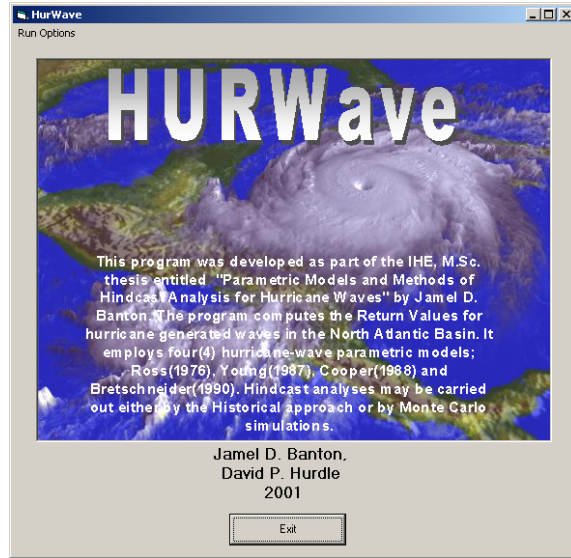 HurWave
Run Options
HURWave
This program was developed as part of the IHE, M.Sc.
thesis entitled "Parametric Models and Methods of
Hindcast Analysis for Hurricane Waves" by Jamel D.
Banton. The program computes the Return Values for
hurricane generated waves in the North Atlantic Basin. It
employs four(4) hurricane-wave parametric models;
Ross(1976), Young(1987), Cooper(1988) and
Bretschneider(1990). Hindcast analyses may be carried
out either by the Historical approach or by Monte Carlo
simulations.
Jamel D. Banton,
David P. Hurdle
2001
Exit